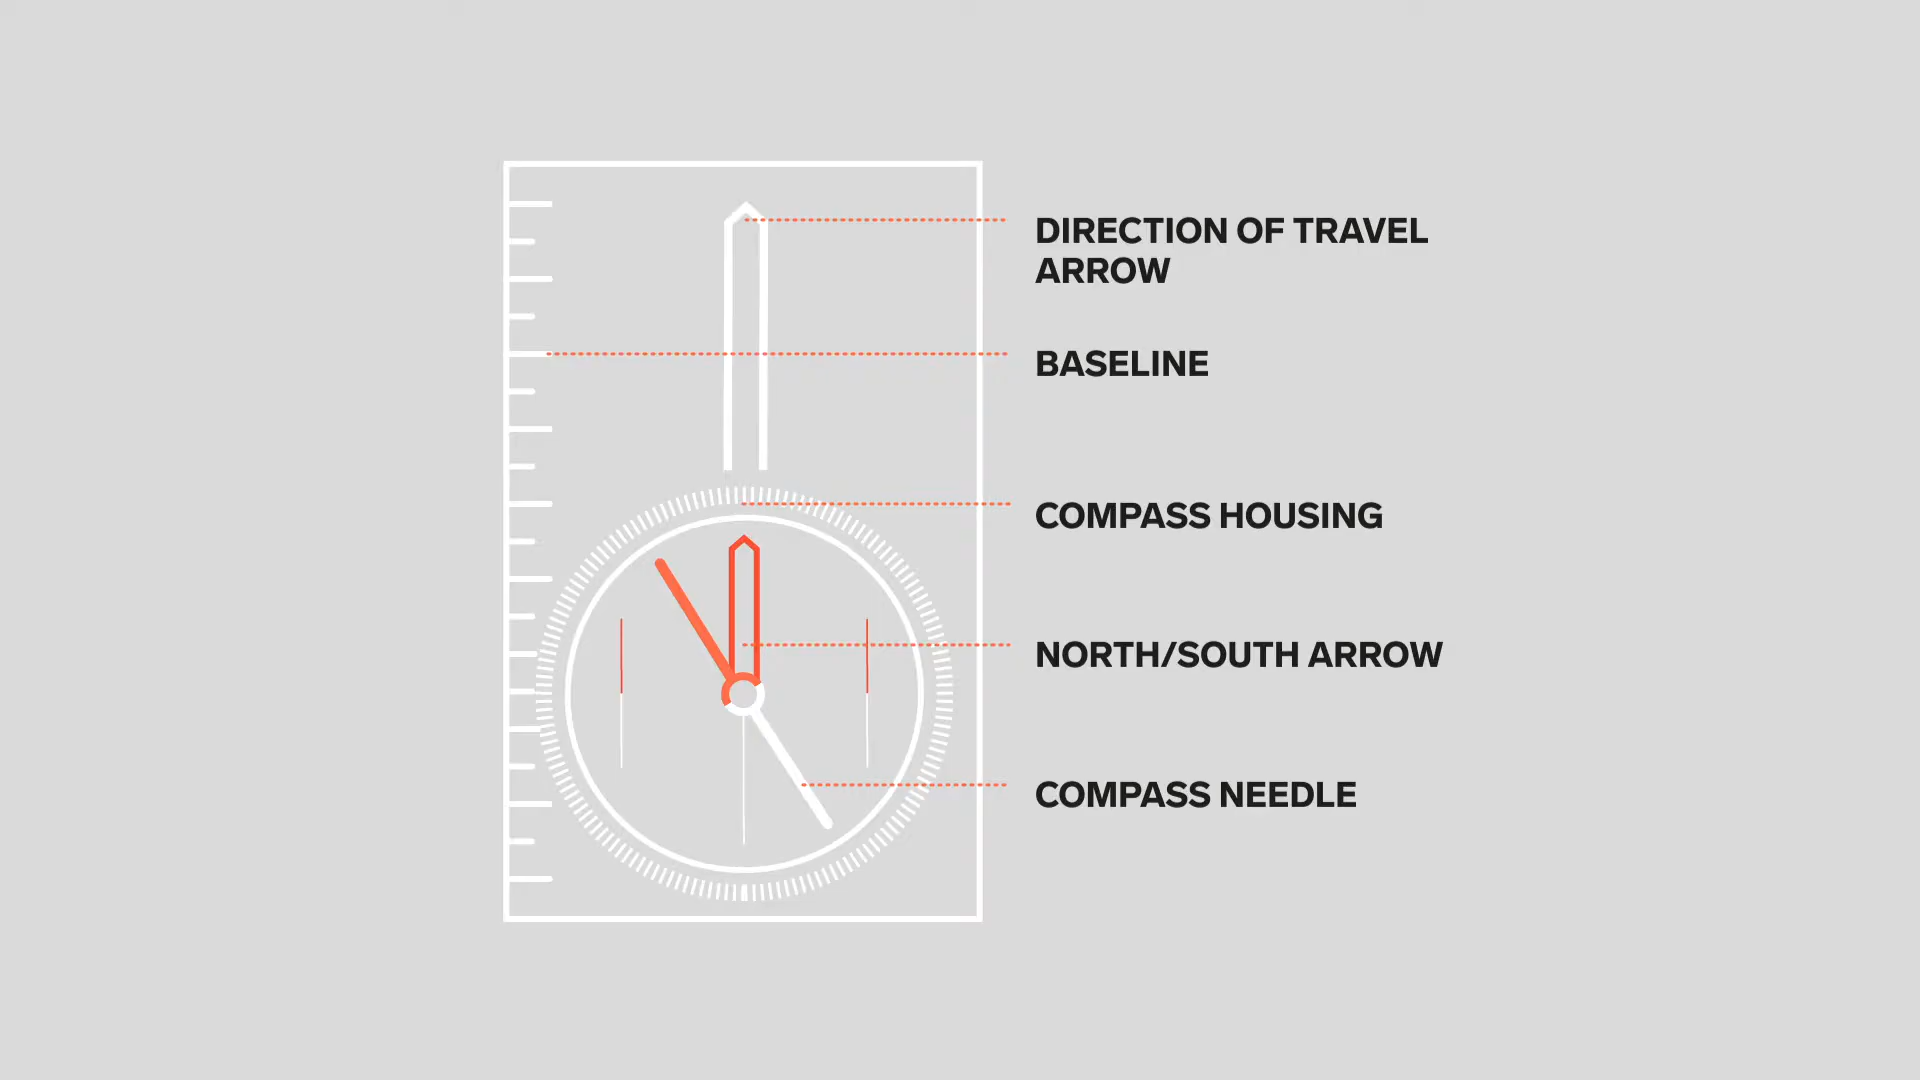 DIRECTION OF TRAVEL
ARROW
BASELINE
COMPASS HOUSING
NORTH/SOUTH ARROW
COMPASS NEEDLE